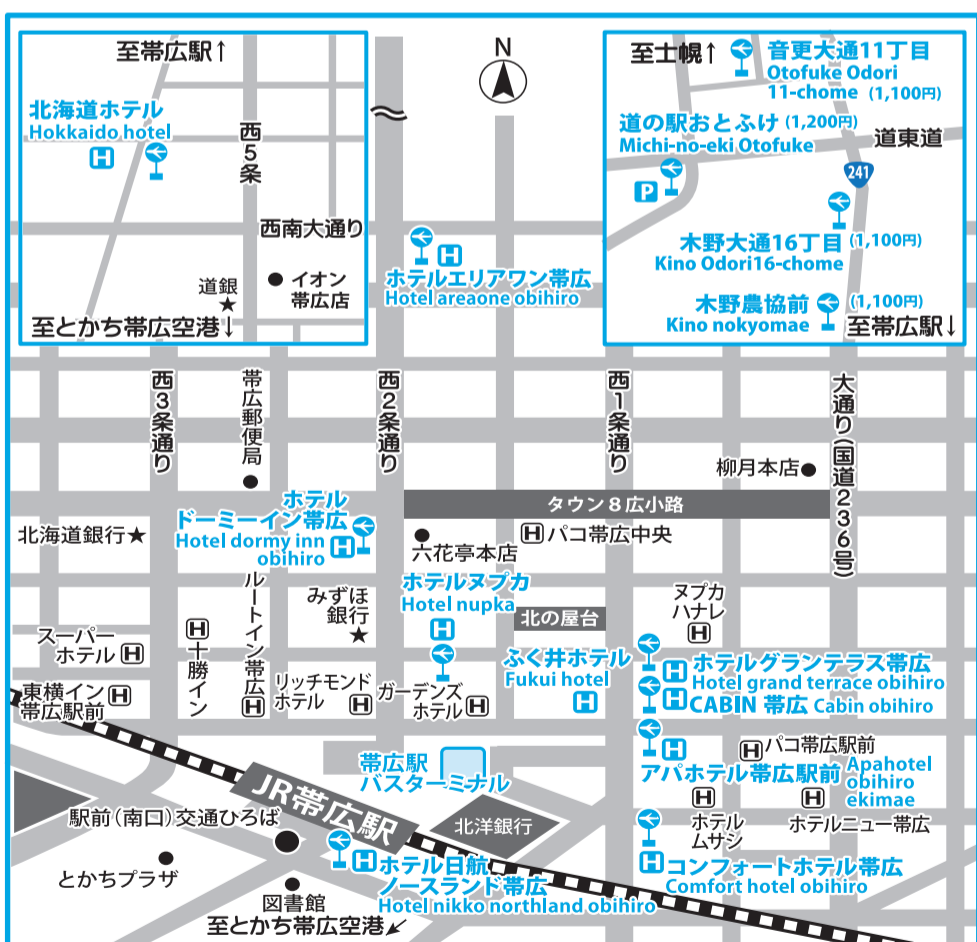 至帯広駅↑
北海道ホテル
Hokkaido hotel
H
西5条
西南大通り
イオン
帯広店
道銀
★
至とかち帯広空港↓
N
至士幌↑
音更大通11丁目
Otofuke Odori
11-chome (1,100円)
道の駅おとふけ (1,200円)
Michi-no-eki Otofuke
道東道
P
241
木野大通16丁目 (1,100円)
Kino Odori16-chome
木野農協前 (1,100円)
Kino nokyomae
至帯広駅↓
H
ホテルエリアワン帯広
Hotel areaone obihiro
西3条通り
帯広郵便局
西2条通り
西1条通り
大通り(国道236号)
柳月本店
タウン8広小路
ホテル
ドーミーイン帯広
Hotel dormy inn
obihiro
H
北海道銀行★
六花亭本店
H パコ帯広中央
ホテルヌプカ
Hotel nupka
H
みずほ
銀行
★
北の屋台
ヌプカ
ハナレ
H
スーパー
ホテル H
H 十勝イン
ルートイン帯広 H
東横イン
帯広駅前 H
リッチモンド
ホテル H
ガーデンズ
ホテル H
ふく井ホテル
Fukui hotel
H
H ホテルグランテラス帯広
Hotel grand terrace obihiro
H CABIN 帯広 Cabin obihiro
帯広駅
バスターミナル
H
H パコ帯広駅前
アパホテル帯広駅前 Apahotel
obihiro
ekimae
JR帯広駅
北洋銀行
H
ホテル
ムサシ
H
ホテルニュー帯広
駅前(南口)交通ひろば
とかちプラザ
H ホテル日航
ノースランド帯広
Hotel nikko northland obihiro
H コンフォートホテル帯広
Comfort hotel obihiro
図書館
至とかち帯広空港↙